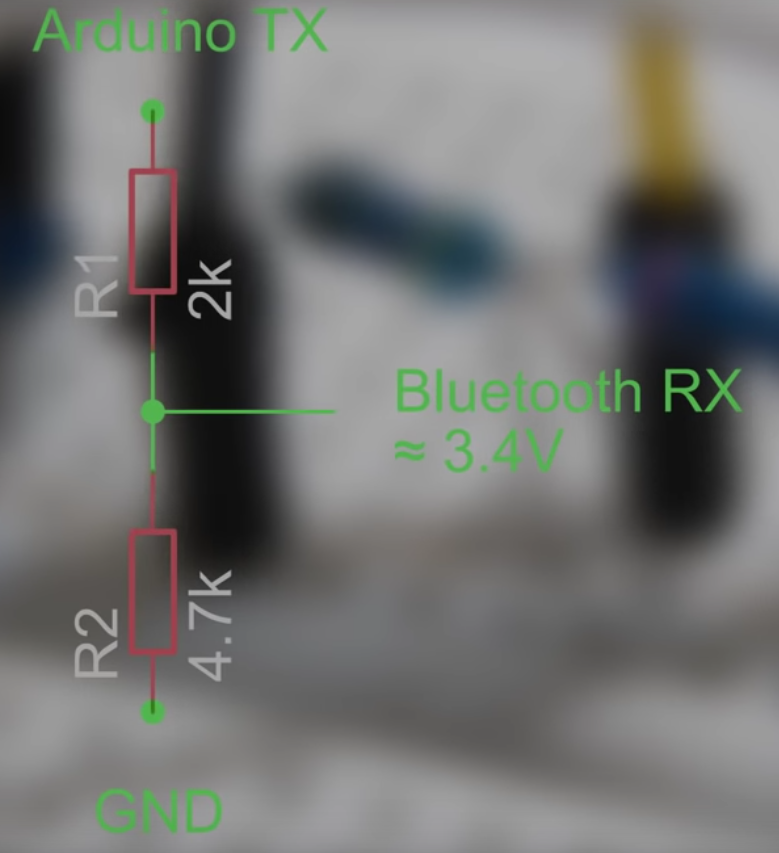 Arduino TX
R1
2k
Bluetooth RX
≈ 3.4V
R2
4.7k
GND